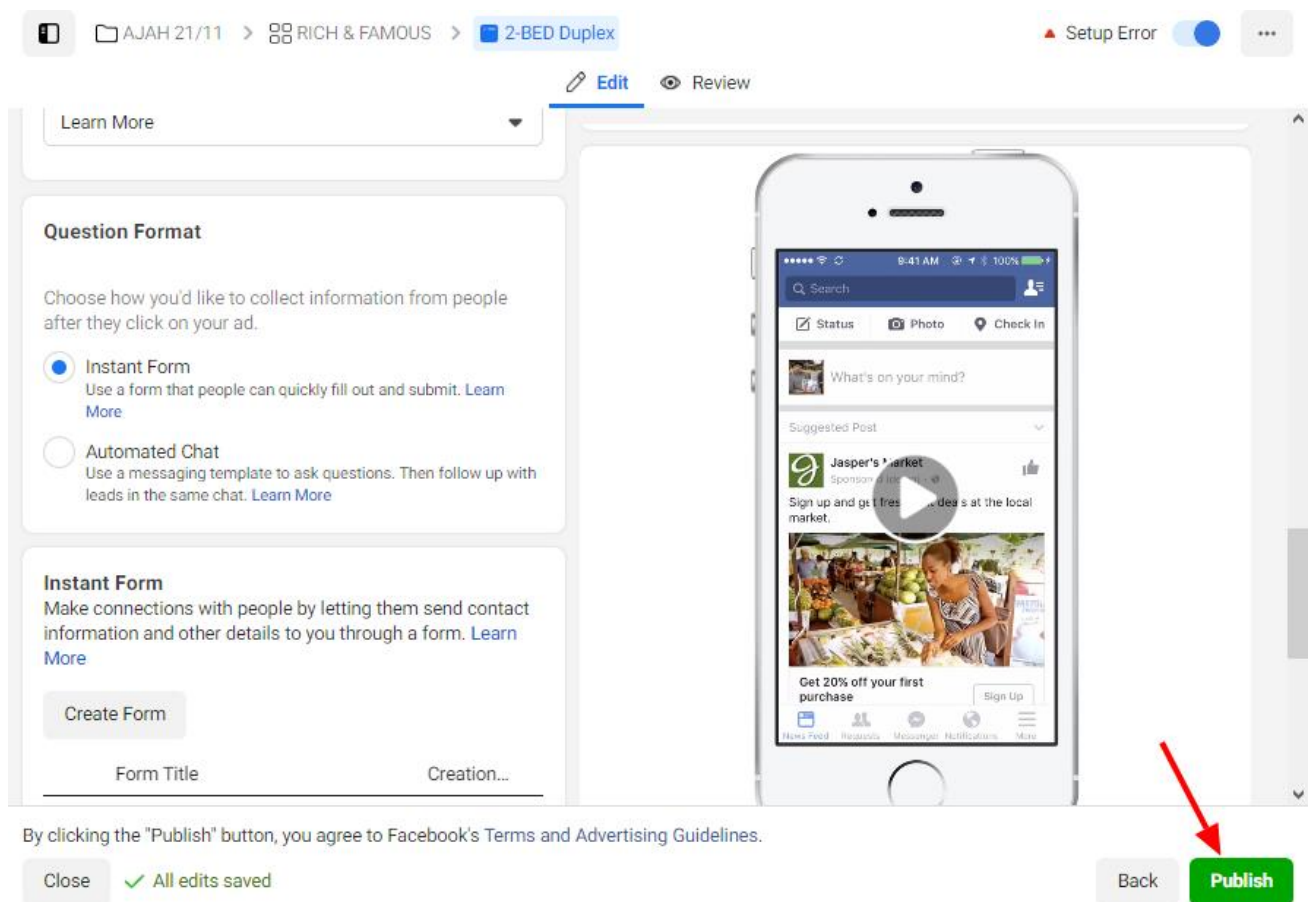 AJAH 21/11 > RICH & FAMOUS > 2-BED Duplex
Setup Error
Edit Review
Learn More
Question Format
Choose how you'd like to collect information from people
after they click on your ad.
Instant Form
Use a form that people can quickly fill out and submit. Learn
More
Automated Chat
Use a messaging template to ask questions. Then follow up with
leads in the same chat. Learn More
Instant Form
Make connections with people by letting them send contact
information and other details to you through a form. Learn
More
Create Form
Form Title Creation...
9:41 AM 100%
Search
Status Photo Check In
What's on your mind?
Suggested Post
Jasper's Market
Sign up and get deals at the local
market.
Get 20% off your first
purchase
Sign Up
News Feed Requests Messenger Notifications More
By clicking the "Publish" button, you agree to Facebook's Terms and Advertising Guidelines.
Close All edits saved Back Publish